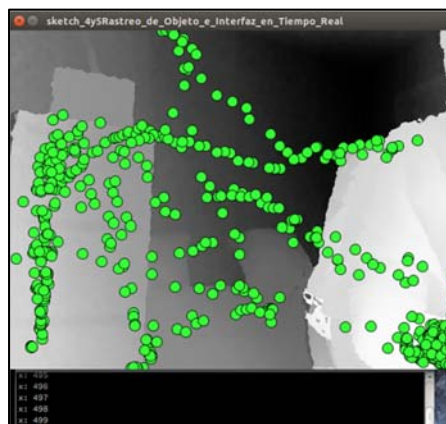 sketch_4y5Rastreo_de_Objeto_e_Interfaz_en_Tiempo_Real
x: 495
x: 496
x: 497
x: 498
x: 499